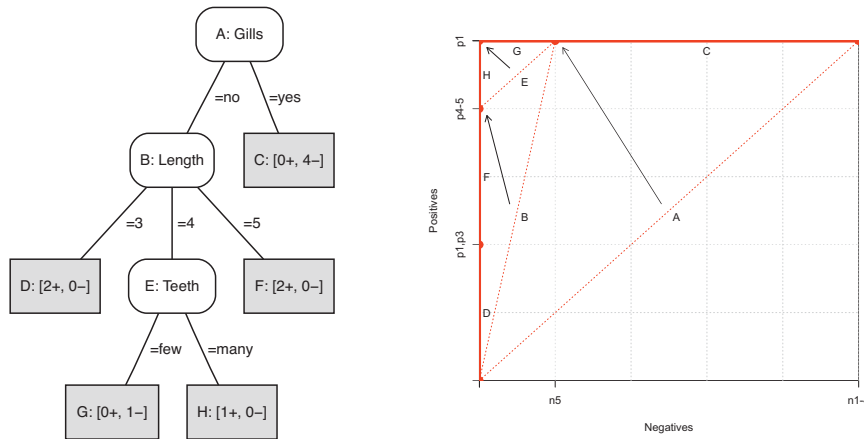 A: Gills
=no
=yes
B: Length
C: [0+, 4−]
=3
=4
=5
D: [2+, 0−]
E: Teeth
F: [2+, 0−]
=few
=many
G: [0+, 1−]
H: [1+, 0−]
p1
G
C
H
E
p4-5
F
B
A
Positives
p1,p3
D
n5
n1-
Negatives